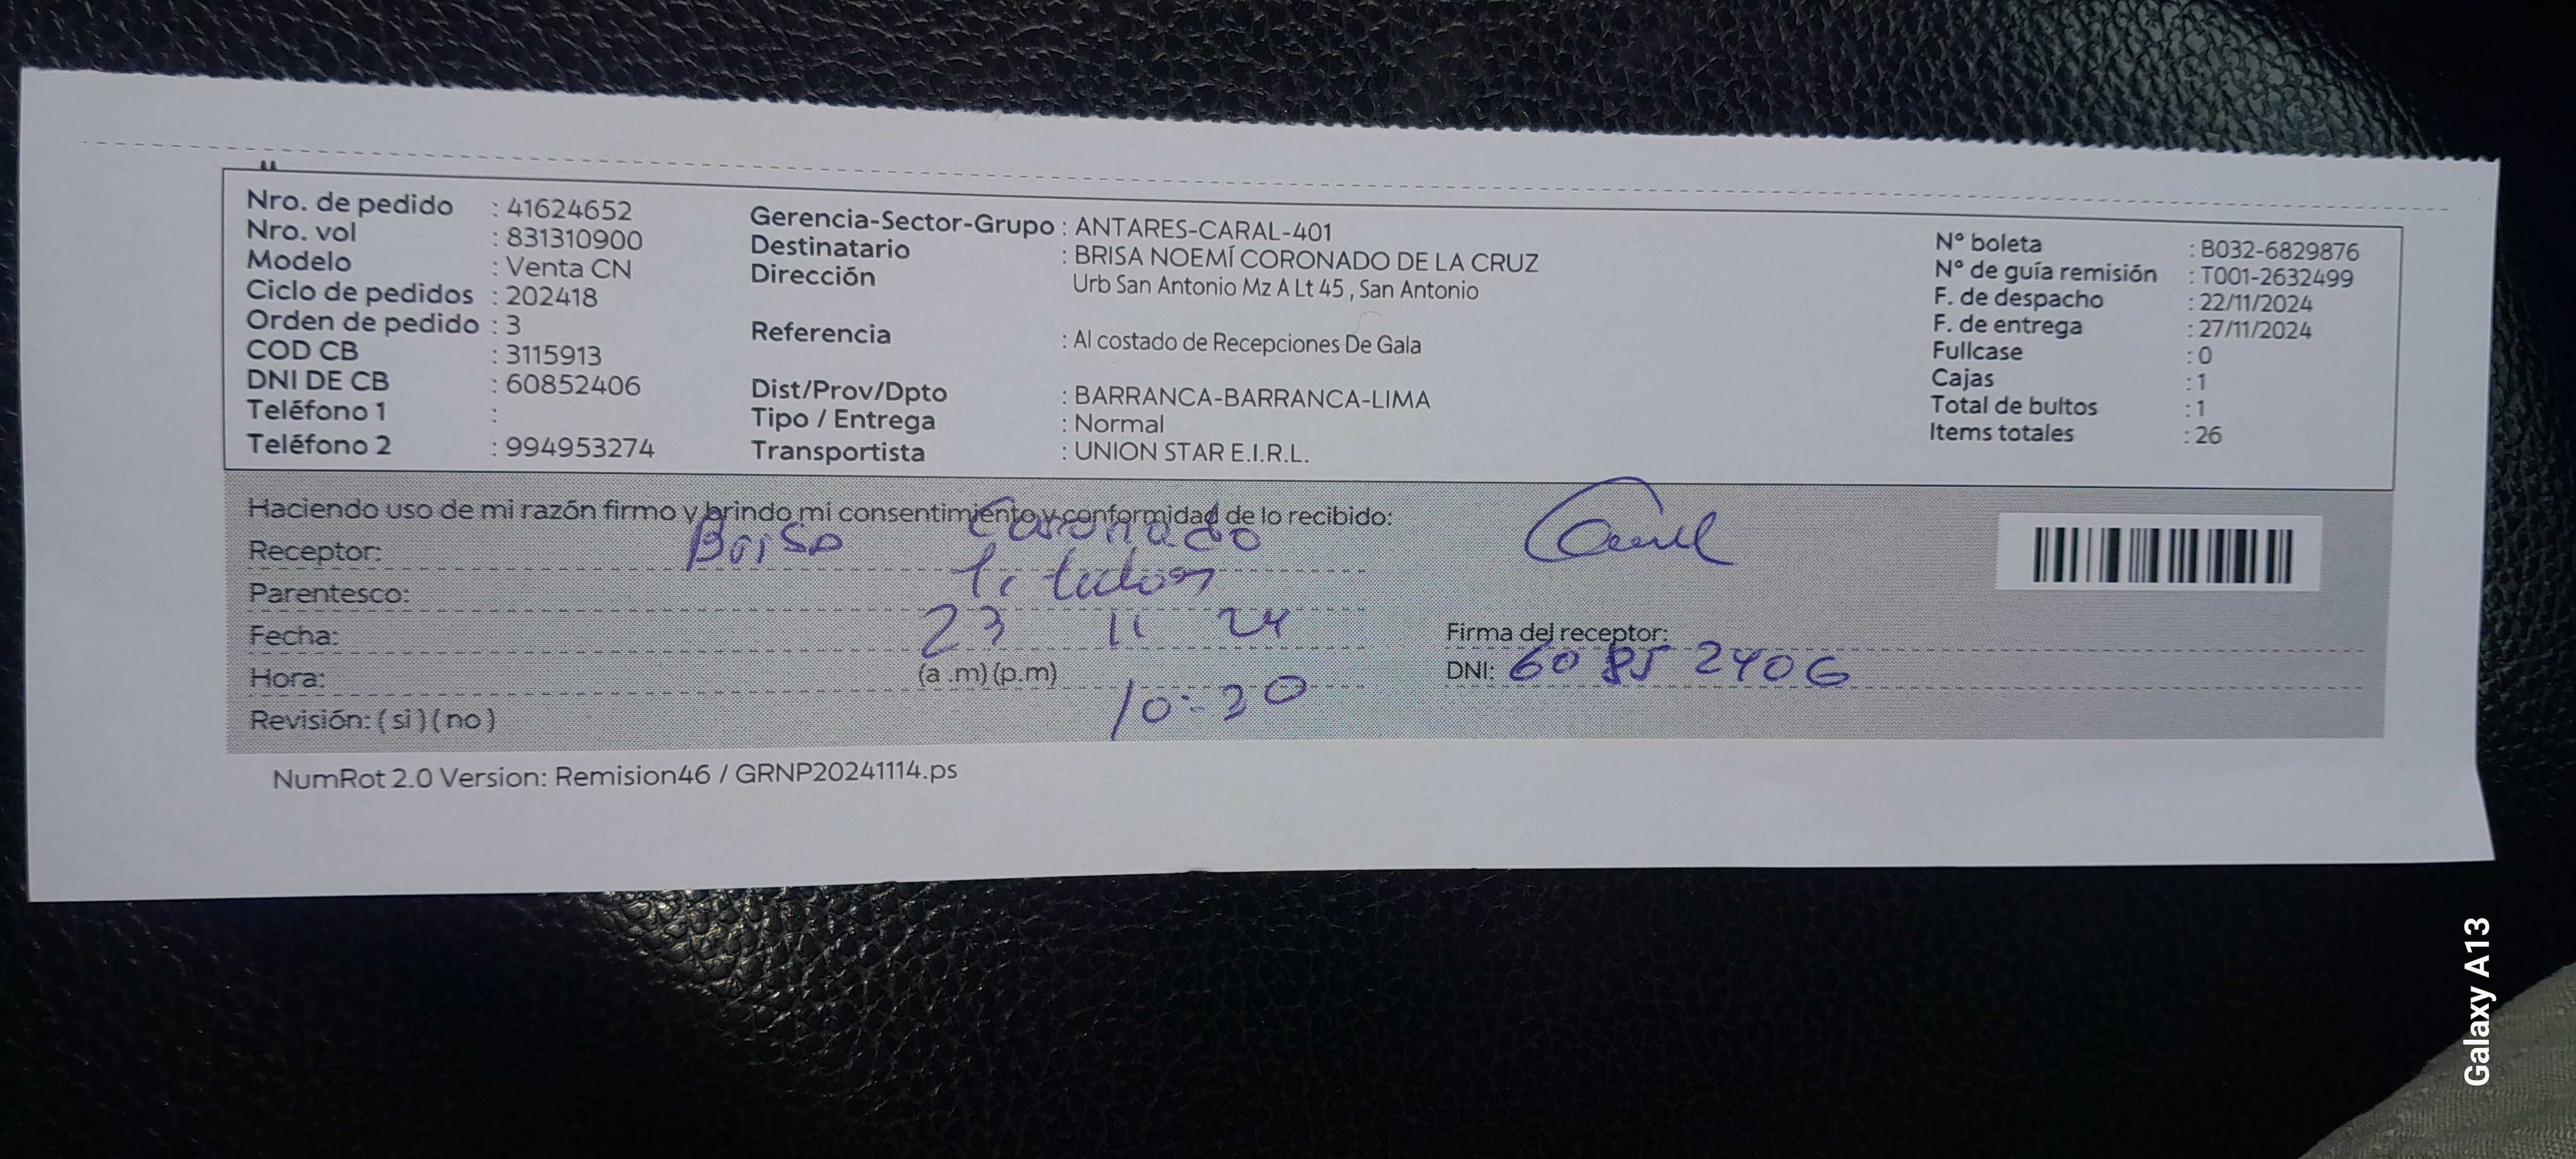 Nro. de pedido : 41624652
Nro. vol : 831310900
Modelo : Venta CN
Ciclo de pedidos : 202418
Orden de pedido : 3
COD CB : 3115913
DNI DE CB : 60852406
Teléfono 1 :
Teléfono 2 : 994953274
Gerencia-Sector-Grupo : ANTARES-CARAL-401
Destinatario : BRISA NOEMÍ CORONADO DE LA CRUZ
Dirección Urb San Antonio Mz A Lt 45 , San Antonio
Referencia : Al costado de Recepciones De Gala
Dist/Prov/Dpto : BARRANCA-BARRANCA-LIMA
Tipo / Entrega : Normal
Transportista : UNION STAR E.I.R.L.
N° boleta : B032-6829876
N° de guía remisión : T001-2632499
F. de despacho : 22/11/2024
F. de entrega : 27/11/2024
Fullcase : 0
Cajas : 1
Total de bultos : 1
Items totales : 26
Haciendo uso de mi razón firmo y brindo mi consentimiento y conformidad de lo recibido:
Receptor: Brisa Coronado
Parentesco: Titular
Fecha: 23 11 24
Hora: (a .m) (p.m) 10:30
Revisión: ( si ) ( no )
Firma del receptor:
DNI: 60852406
NumRot 2.0 Version: Remision46 / GRNP20241114.ps
Galaxy A13